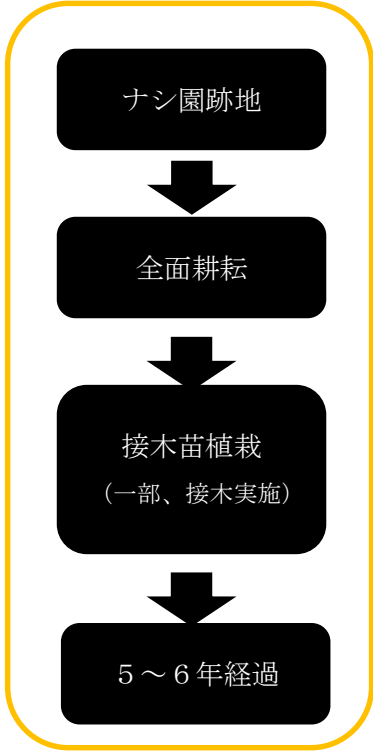 ナシ園跡地
全面耕耘
接木苗植栽
（一部、接木実施）
５～６年経過